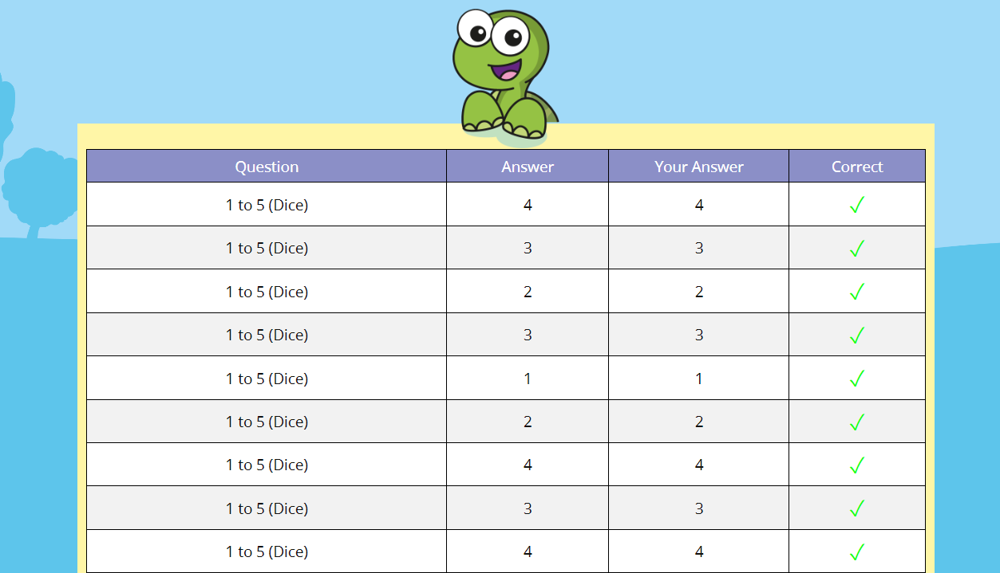 Question Answer Your Answer Correct
1 to 5 (Dice) 4 4 ✓
1 to 5 (Dice) 3 3 ✓
1 to 5 (Dice) 2 2 ✓
1 to 5 (Dice) 3 3 ✓
1 to 5 (Dice) 1 1 ✓
1 to 5 (Dice) 2 2 ✓
1 to 5 (Dice) 4 4 ✓
1 to 5 (Dice) 3 3 ✓
1 to 5 (Dice) 4 4 ✓